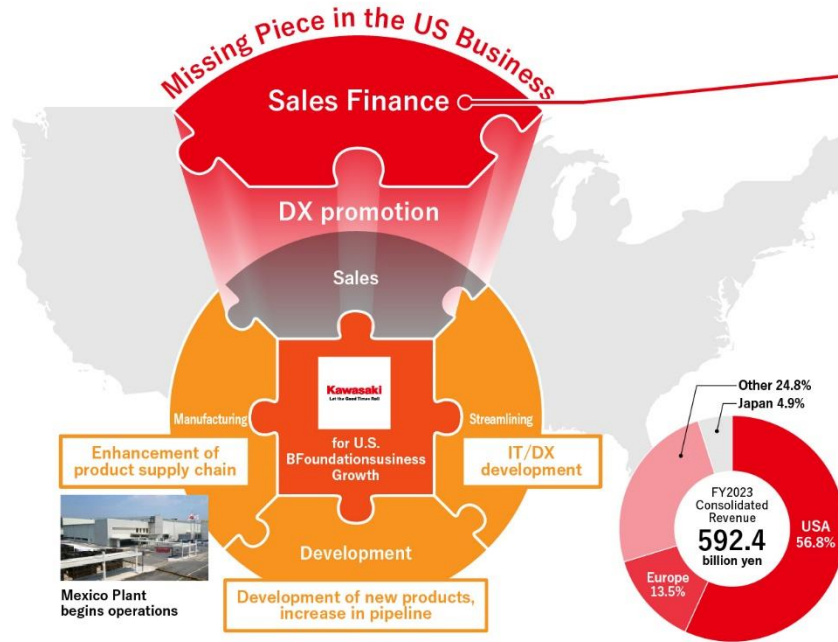 Missing Piece in the US Business
Sales Finance
DX promotion
Sales
Kawasaki
Let the Good Times Roll
Manufacturing
Streamlining
for U.S.
BFoundationsusiness
Growth
Enhancement of
product supply chain
IT/DX
development
Development
Mexico Plant
begins operations
Development of new products,
increase in pipeline
Other 24.8%
Japan 4.9%
FY2023
Consolidated
Revenue
592.4
billion yen
USA
56.8%
Europe
13.5%